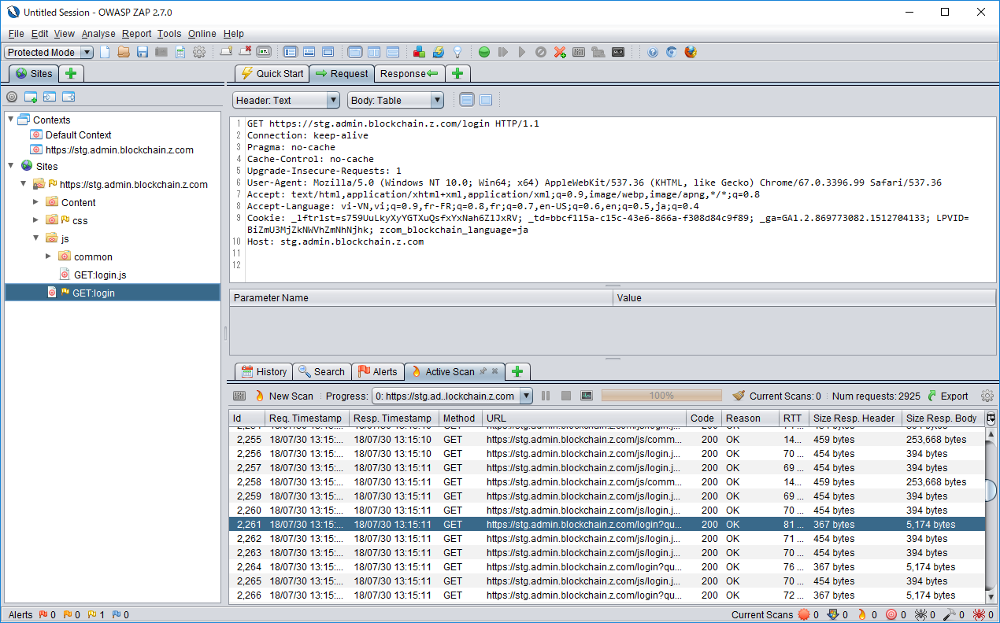 Untitled Session - OWASP ZAP 2.7.0
File Edit View Analyse Report Tools Online Help
Protected Mode
Sites
Quick Start Request Response
Header: Text Body: Table
Contexts
Default Context
https://stg.admin.blockchain.z.com
Sites
https://stg.admin.blockchain.z.com
Content
css
js
common
GET:login.js
GET:login
1 GET https://stg.admin.blockchain.z.com/login HTTP/1.1
2 Connection: keep-alive
3 Pragma: no-cache
4 Cache-Control: no-cache
5 Upgrade-Insecure-Requests: 1
6 User-Agent: Mozilla/5.0 (Windows NT 10.0; Win64; x64) AppleWebKit/537.36 (KHTML, like Gecko) Chrome/67.0.3396.99 Safari/537.36
7 Accept: text/html,application/xhtml+xml,application/xml;q=0.9,image/webp,image/apng,*/*;q=0.8
8 Accept-Language: vi-VN,vi;q=0.9,fr-FR;q=0.8,fr;q=0.7,en-US;q=0.6,en;q=0.5,ja;q=0.4
9 Cookie: _lftr1st=s759UuLkyXyYGTXuQsfxYxNah6Z1JxRV; _td=bbcf115a-c15c-43e6-866a-f308d84c9f89; _ga=GA1.2.869773082.1512704133; LPVID=
BiZmU3MjZkNWVhZmNhNjhk; zcom_blockchain_language=ja
10 Host: stg.admin.blockchain.z.com
11
12
Parameter Name Value
History Search Alerts Active Scan
New Scan Progress: 0: https://stg.ad..lockchain.z.com 100% Current Scans: 0 Num requests: 2925 Export
Id Req. Timestamp Resp. Timestamp Method URL Code Reason RTT Size Resp. Header Size Resp. Body
2,255 18/07/30 13:15:... 18/07/30 13:15:10 GET https://stg.admin.blockchain.z.com/js/comm... 200 OK 14... 459 bytes 253,668 bytes
2,256 18/07/30 13:15:... 18/07/30 13:15:10 GET https://stg.admin.blockchain.z.com/js/login.j... 200 OK 70 ... 454 bytes 394 bytes
2,257 18/07/30 13:15:... 18/07/30 13:15:11 GET https://stg.admin.blockchain.z.com/js/login.j... 200 OK 69 ... 454 bytes 394 bytes
2,258 18/07/30 13:15:... 18/07/30 13:15:11 GET https://stg.admin.blockchain.z.com/js/comm... 200 OK 14... 459 bytes 253,668 bytes
2,259 18/07/30 13:15:... 18/07/30 13:15:11 GET https://stg.admin.blockchain.z.com/js/login.j... 200 OK 69 ... 454 bytes 394 bytes
2,260 18/07/30 13:15:... 18/07/30 13:15:11 GET https://stg.admin.blockchain.z.com/js/login.j... 200 OK 70 ... 454 bytes 394 bytes
2,261 18/07/30 13:15:... 18/07/30 13:15:11 GET https://stg.admin.blockchain.z.com/login?qu... 200 OK 81 ... 367 bytes 5,174 bytes
2,262 18/07/30 13:15:... 18/07/30 13:15:11 GET https://stg.admin.blockchain.z.com/js/login.j... 200 OK 71 ... 454 bytes 394 bytes
2,263 18/07/30 13:15:... 18/07/30 13:15:11 GET https://stg.admin.blockchain.z.com/js/login.j... 200 OK 70 ... 454 bytes 394 bytes
2,264 18/07/30 13:15:... 18/07/30 13:15:11 GET https://stg.admin.blockchain.z.com/login?qu... 200 OK 76 ... 367 bytes 5,174 bytes
2,265 18/07/30 13:15:... 18/07/30 13:15:11 GET https://stg.admin.blockchain.z.com/js/login.j... 200 OK 70 ... 454 bytes 394 bytes
2,266 18/07/30 13:15:... 18/07/30 13:15:11 GET https://stg.admin.blockchain.z.com/login?qu... 200 OK 72 ... 367 bytes 5,174 bytes
Alerts 0 0 1 0 Current Scans 0 0 0 0 0 0 0